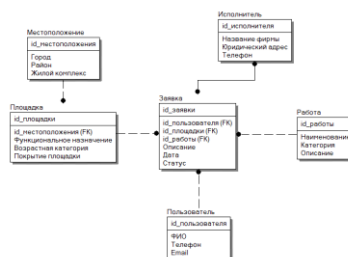 Местоположение
id_местоположения
Город
Район
Жилой комплекс
Исполнитель
id_исполнителя
Название фирмы
Юридический адрес
Телефон
Площадка
id_площадки
id_местоположения (FK)
Функциональное назначение
Возрастная категория
Покрытие площадки
Заявка
id_заявки
id_пользователя (FK)
id_площадки (FK)
id_работы (FK)
Описание
Дата
Статус
Работа
id_работы
Наименование
Категория
Описание
Пользователь
id_пользователя
ФИО
Телефон
Email